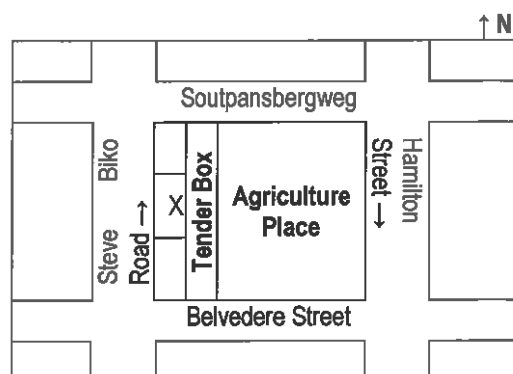 ↑ N
Soutpansbergweg
Steve Biko
Road →
X
Tender Box
Agriculture
Place
Street →
Hamilton
Belvedere Street